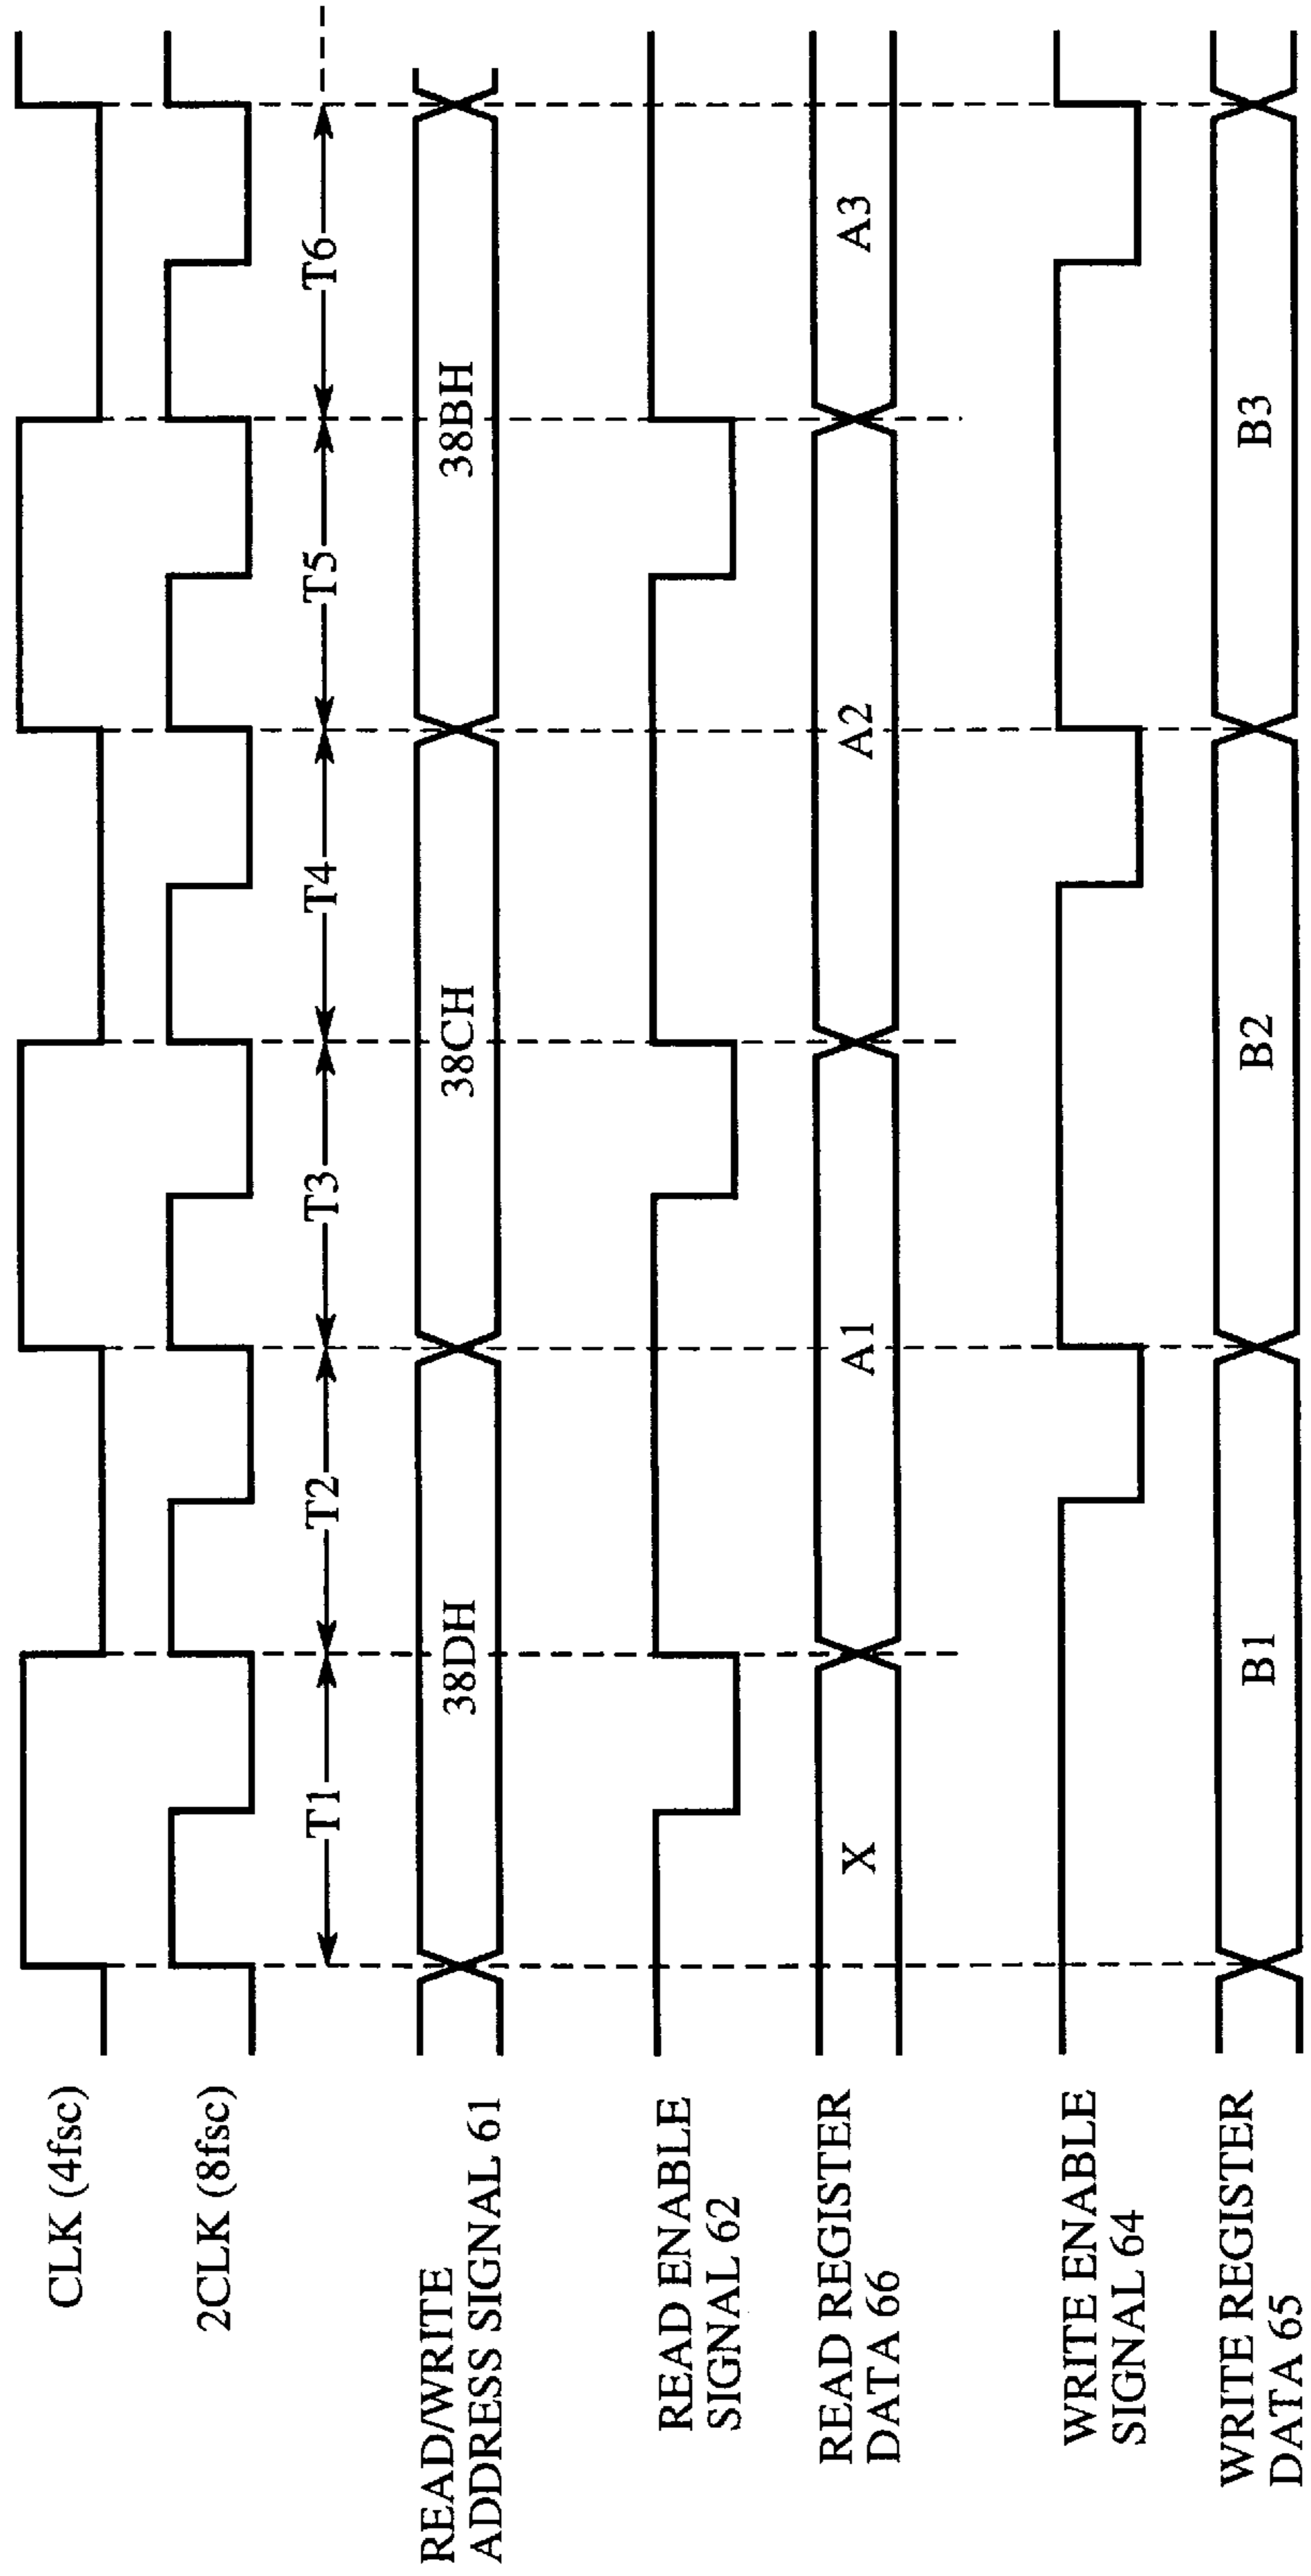 CLK (4fsc)
2CLK (8fsc)
T1 T2 T3 T4 T5 T6
READ/WRITE
ADDRESS SIGNAL 61
38DH 38CH 38BH
READ ENABLE
SIGNAL 62
READ REGISTER
DATA 66
X A1 A2 A3
WRITE ENABLE
SIGNAL 64
WRITE REGISTER
DATA 65
B1 B2 B3